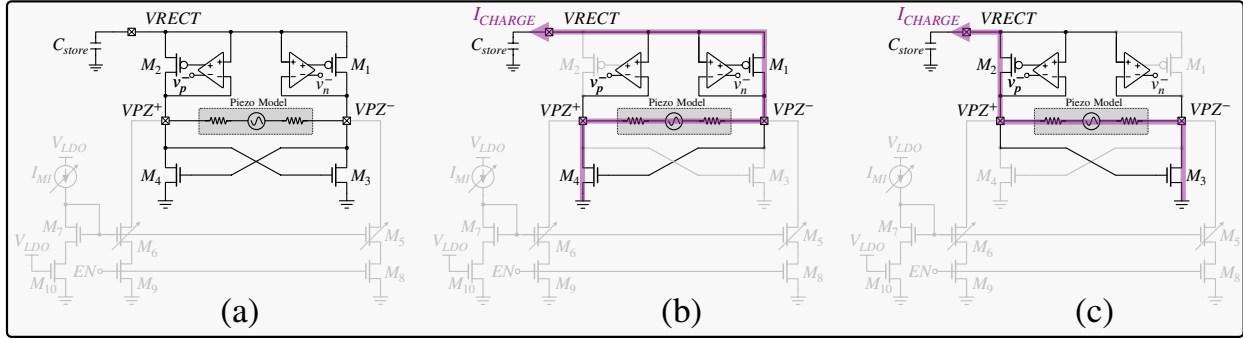 VRECT
C_store
M_2
M_1
v_p^-
v_n^-
VPZ^+
Piezo Model
VPZ^-
V_LDO
I_MI
M_4
M_3
M_7
M_6
M_5
V_LDO
M_10
EN
M_9
M_8
(a)
I_CHARGE
VRECT
C_store
M_2
M_1
v_p^-
v_n^-
VPZ^+
Piezo Model
VPZ^-
V_LDO
I_MI
M_4
M_3
M_7
M_6
M_5
V_LDO
M_10
EN
M_9
M_8
(b)
I_CHARGE
VRECT
C_store
M_2
M_1
v_p^-
v_n^-
VPZ^+
Piezo Model
VPZ^-
V_LDO
I_MI
M_4
M_3
M_7
M_6
M_5
V_LDO
M_10
EN
M_9
M_8
(c)